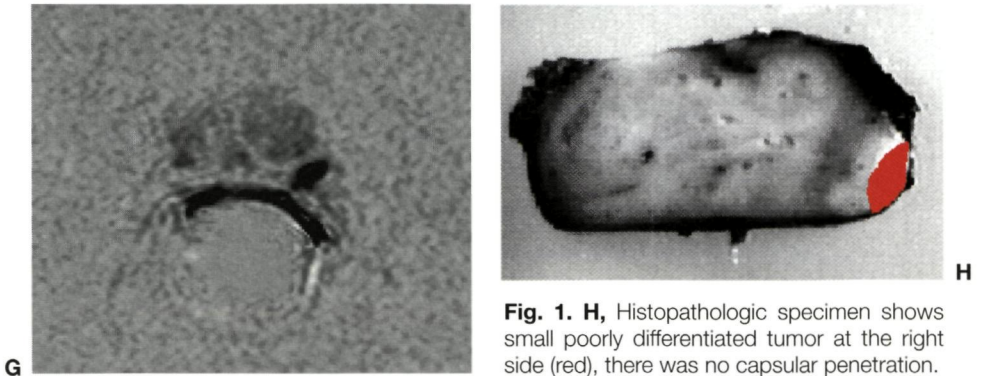 G
H
Fig. 1. H, Histopathologic specimen shows
small poorly differentiated tumor at the right
side (red), there was no capsular penetration.